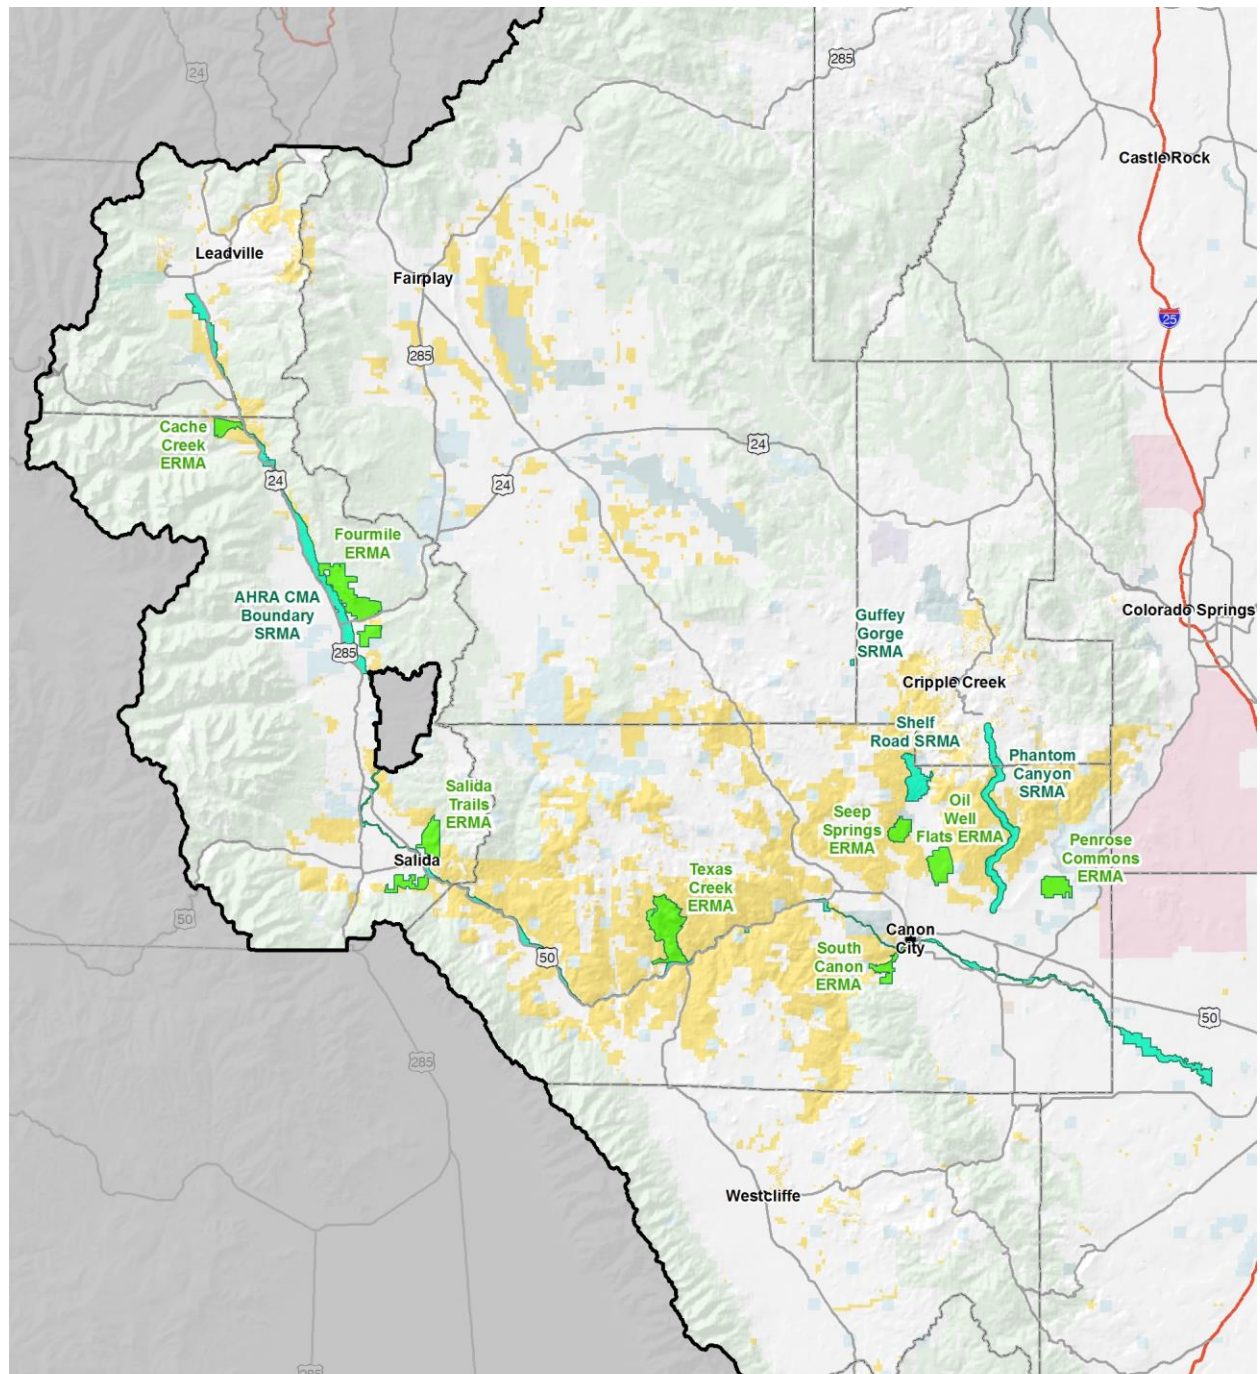 24
285
Castle Rock
Leadville
Fairplay
25
285
Cache
Creek
ERMA
24
24
24
Fourmile
ERMA
AHRA CMA
Boundary
SRMA
285
Guffey
Gorge
SRMA
Colorado Springs
Cripple Creek
Shelf
Road SRMA
Phantom
Canyon
SRMA
Salida
Trails
ERMA
Seep
Springs
ERMA
Oil
Well
Flats ERMA
Penrose
Commons
ERMA
Salida
Texas
Creek
ERMA
50
Canon
City
South
Canon
ERMA
50
50
285
Westcliffe
285